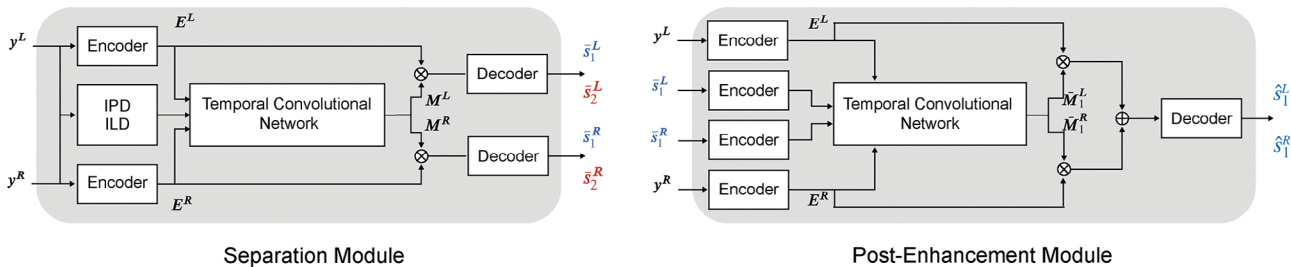 y^L
Encoder
E^L
IPD
ILD
Temporal Convolutional
Network
M^L
M^R
Decoder
s̄_1^L
s̄_2^L
y^R
Encoder
E^R
Decoder
s̄_1^R
s̄_2^R
Separation Module
y^L
Encoder
E^L
s̄_1^L
Encoder
s̄_1^R
Encoder
y^R
Encoder
E^R
Temporal Convolutional
Network
M̄_1^L
M̄_1^R
Decoder
ŝ_1^L
ŝ_1^R
Post-Enhancement Module